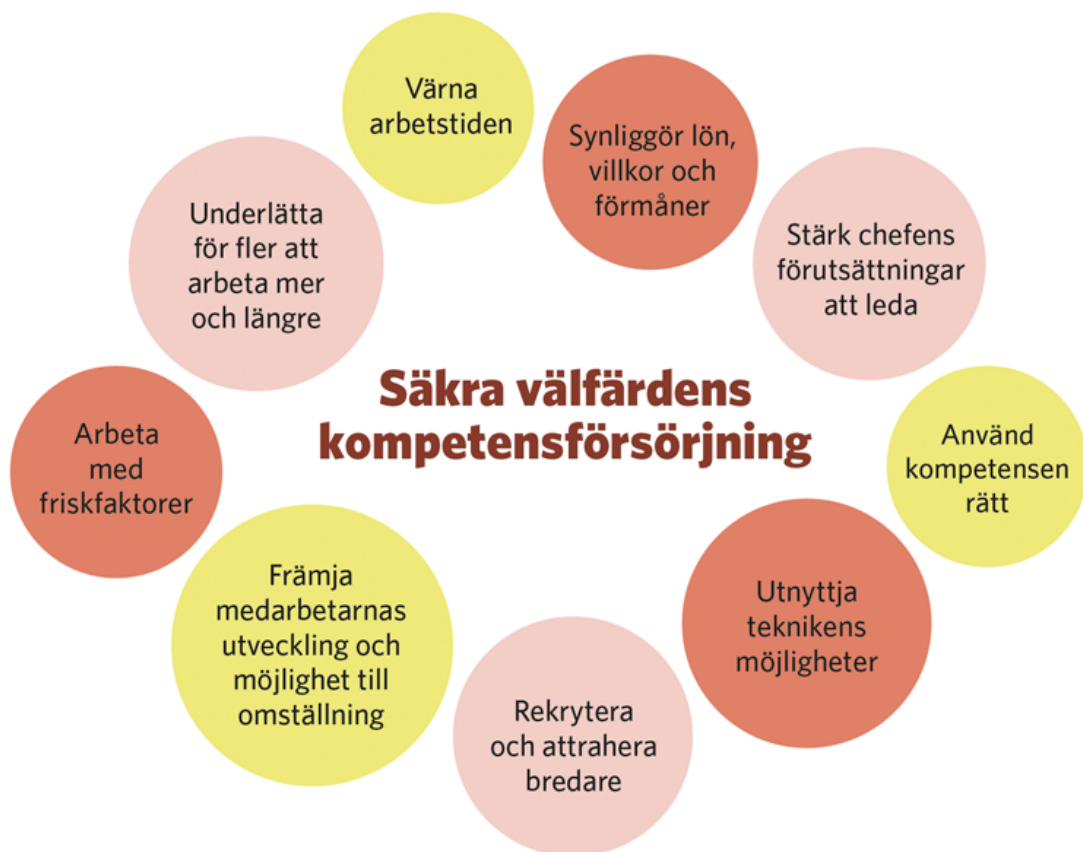 Värna
arbetstiden
Synliggör lön,
villkor och
förmåner
Stärk chefens
förutsättningar
att leda
Använd
kompetensen
rätt
Utnyttja
teknikens
möjligheter
Rekrytera
och attrahera
bredare
Främja
medarbetarnas
utveckling och
möjlighet till
omställning
Arbeta
med
friskfaktorer
Underlätta
för fler att
arbeta mer
och längre
Säkra välfärdens
kompetensförsörjning